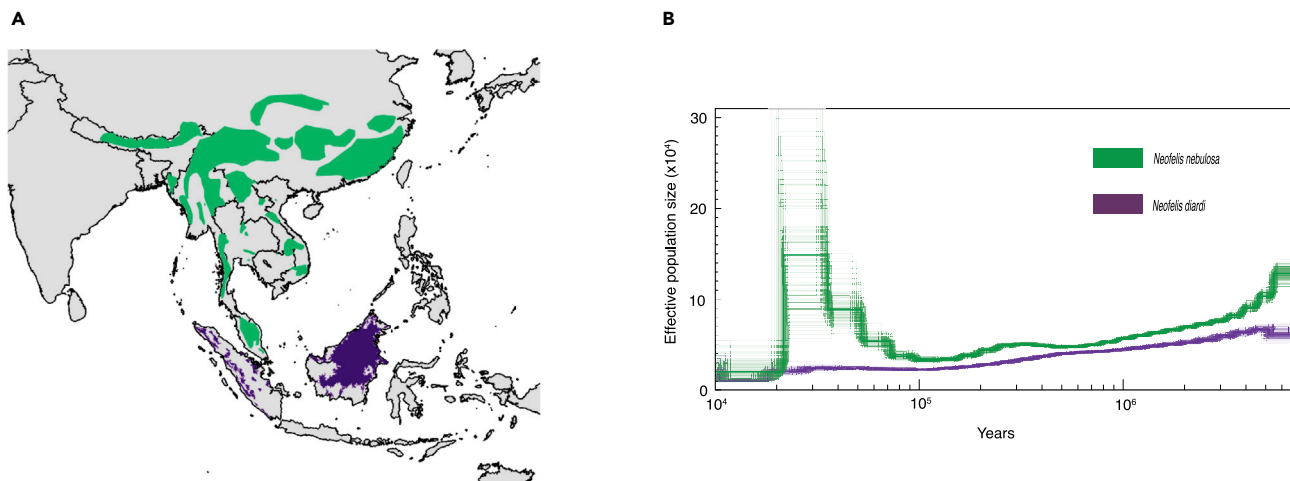 A
B
Effective population size (x10⁴)
30
20
10
0
10⁴
10⁵
10⁶
Years
Neofelis nebulosa
Neofelis diardi